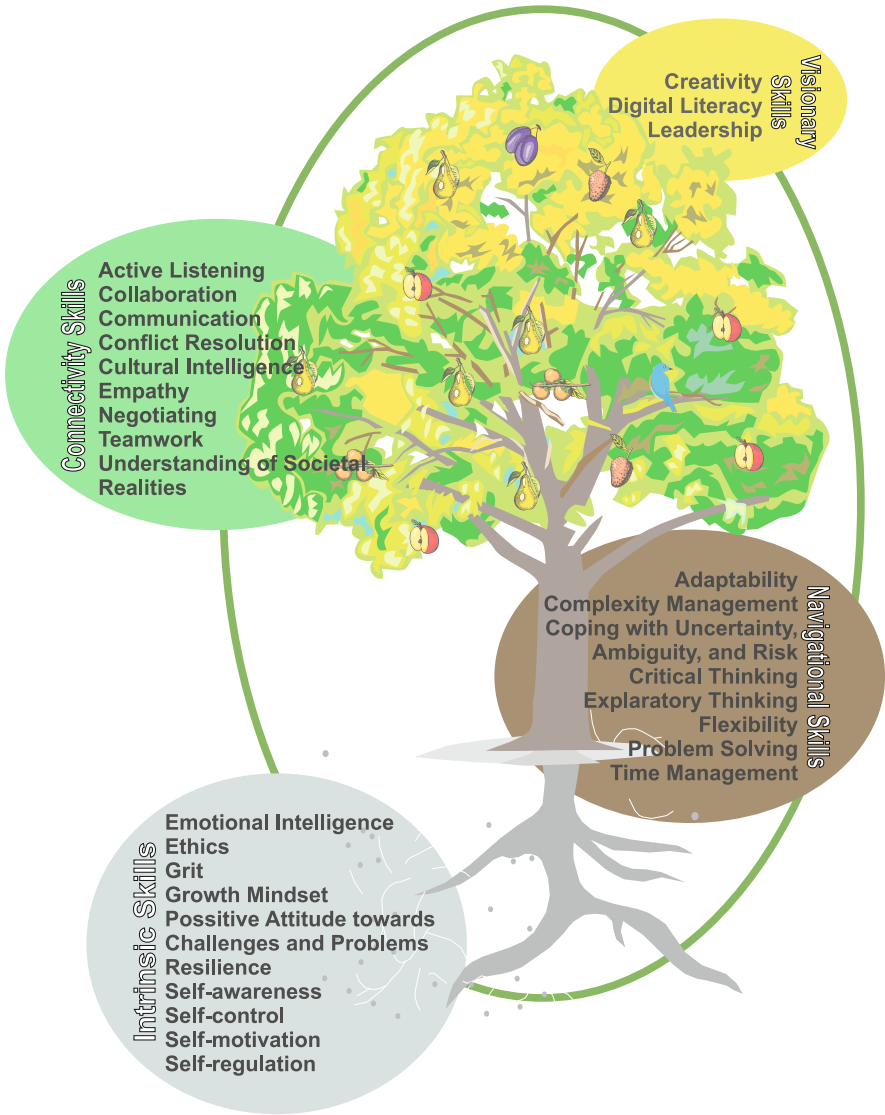 Visionary
Skills
Creativity
Digital Literacy
Leadership
Connectivity Skills
Active Listening
Collaboration
Communication
Conflict Resolution
Cultural Intelligence
Empathy
Negotiating
Teamwork
Understanding of Societal
Realities
Navigational Skills
Adaptability
Complexity Management
Coping with Uncertainty,
Ambiguity, and Risk
Critical Thinking
Explaratory Thinking
Flexibility
Problem Solving
Time Management
Intrinsic Skills
Emotional Intelligence
Ethics
Grit
Growth Mindset
Possitive Attitude towards
Challenges and Problems
Resilience
Self-awareness
Self-control
Self-motivation
Self-regulation